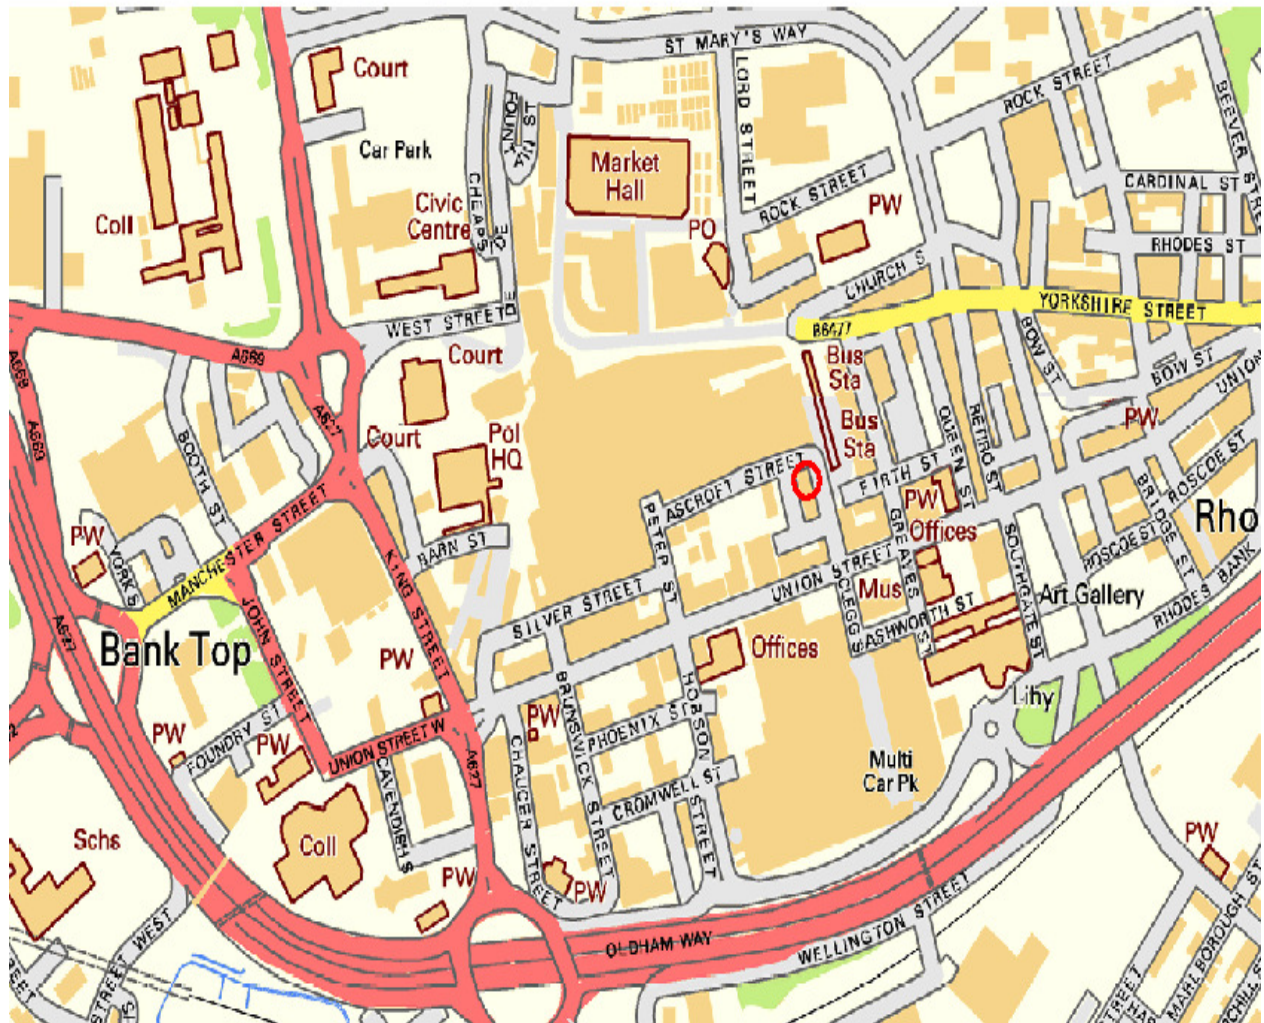 ST MARY'S WAY
Court
LORD STREET
ROCK STREET
BEEVER STREET
Car Park
Market
Hall
CARDINAL ST
ROCK STREET
Coll
Civic
Centre
CHEAPSIDE
PO
PW
RHODES ST
CHURCH S
YORKSHIRE STREET
B6477
WEST STREET
A669
A669
A669
A627
Court
Court
Pol
HQ
Bus
Sta
Bus
Sta
BOW ST
BOW ST
UNION
PW
QUEEN ST
RETIRO ST
BOOTH ST
ASCROFT STREET
FIRTH ST
PW
Offices
ROSCOE ST
BRIDGE ST
Rho
MANCHESTER STREET
PETER ST
GREAVES ST
SOUTHGATE ST
ROSCOE ST
PW
YORK S
BARN ST
KING STREET
UNION STREET
CLEGG S
Mus
ASHWORTH ST
Art Gallery
RHODES BANK
SILVER STREET
JOHN STREET
Bank Top
PW
Offices
A627
Liby
FOUNDRY ST
PW
UNION STREET W
PW
BRUNSWICK STREET
HOBSON STREET
PHOENIX ST
CHAUCER STREET
CAVENDISH S
A627
CROMWELL ST
Multi
Car Pk
Schs
Coll
PW
PW
PW
OLDHAM WAY
WELLINGTON STREET
STREET WEST
MARLBOROUGH ST
STREET